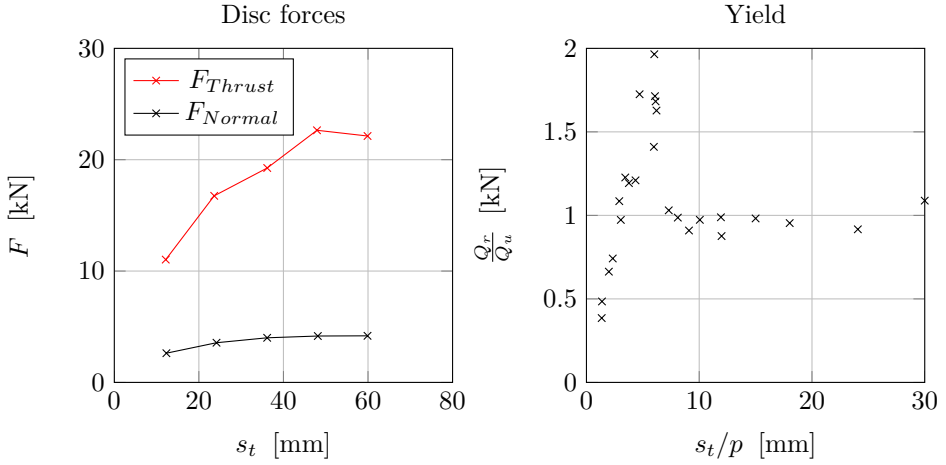 Disc forces
30
20
10
0
0 20 40 60 80
F [kN]
s_t [mm]
F_Thrust
F_Normal
Yield
2
1.5
1
0.5
0
0 10 20 30
Q_r/Q_u [kN]
s_t/p [mm]